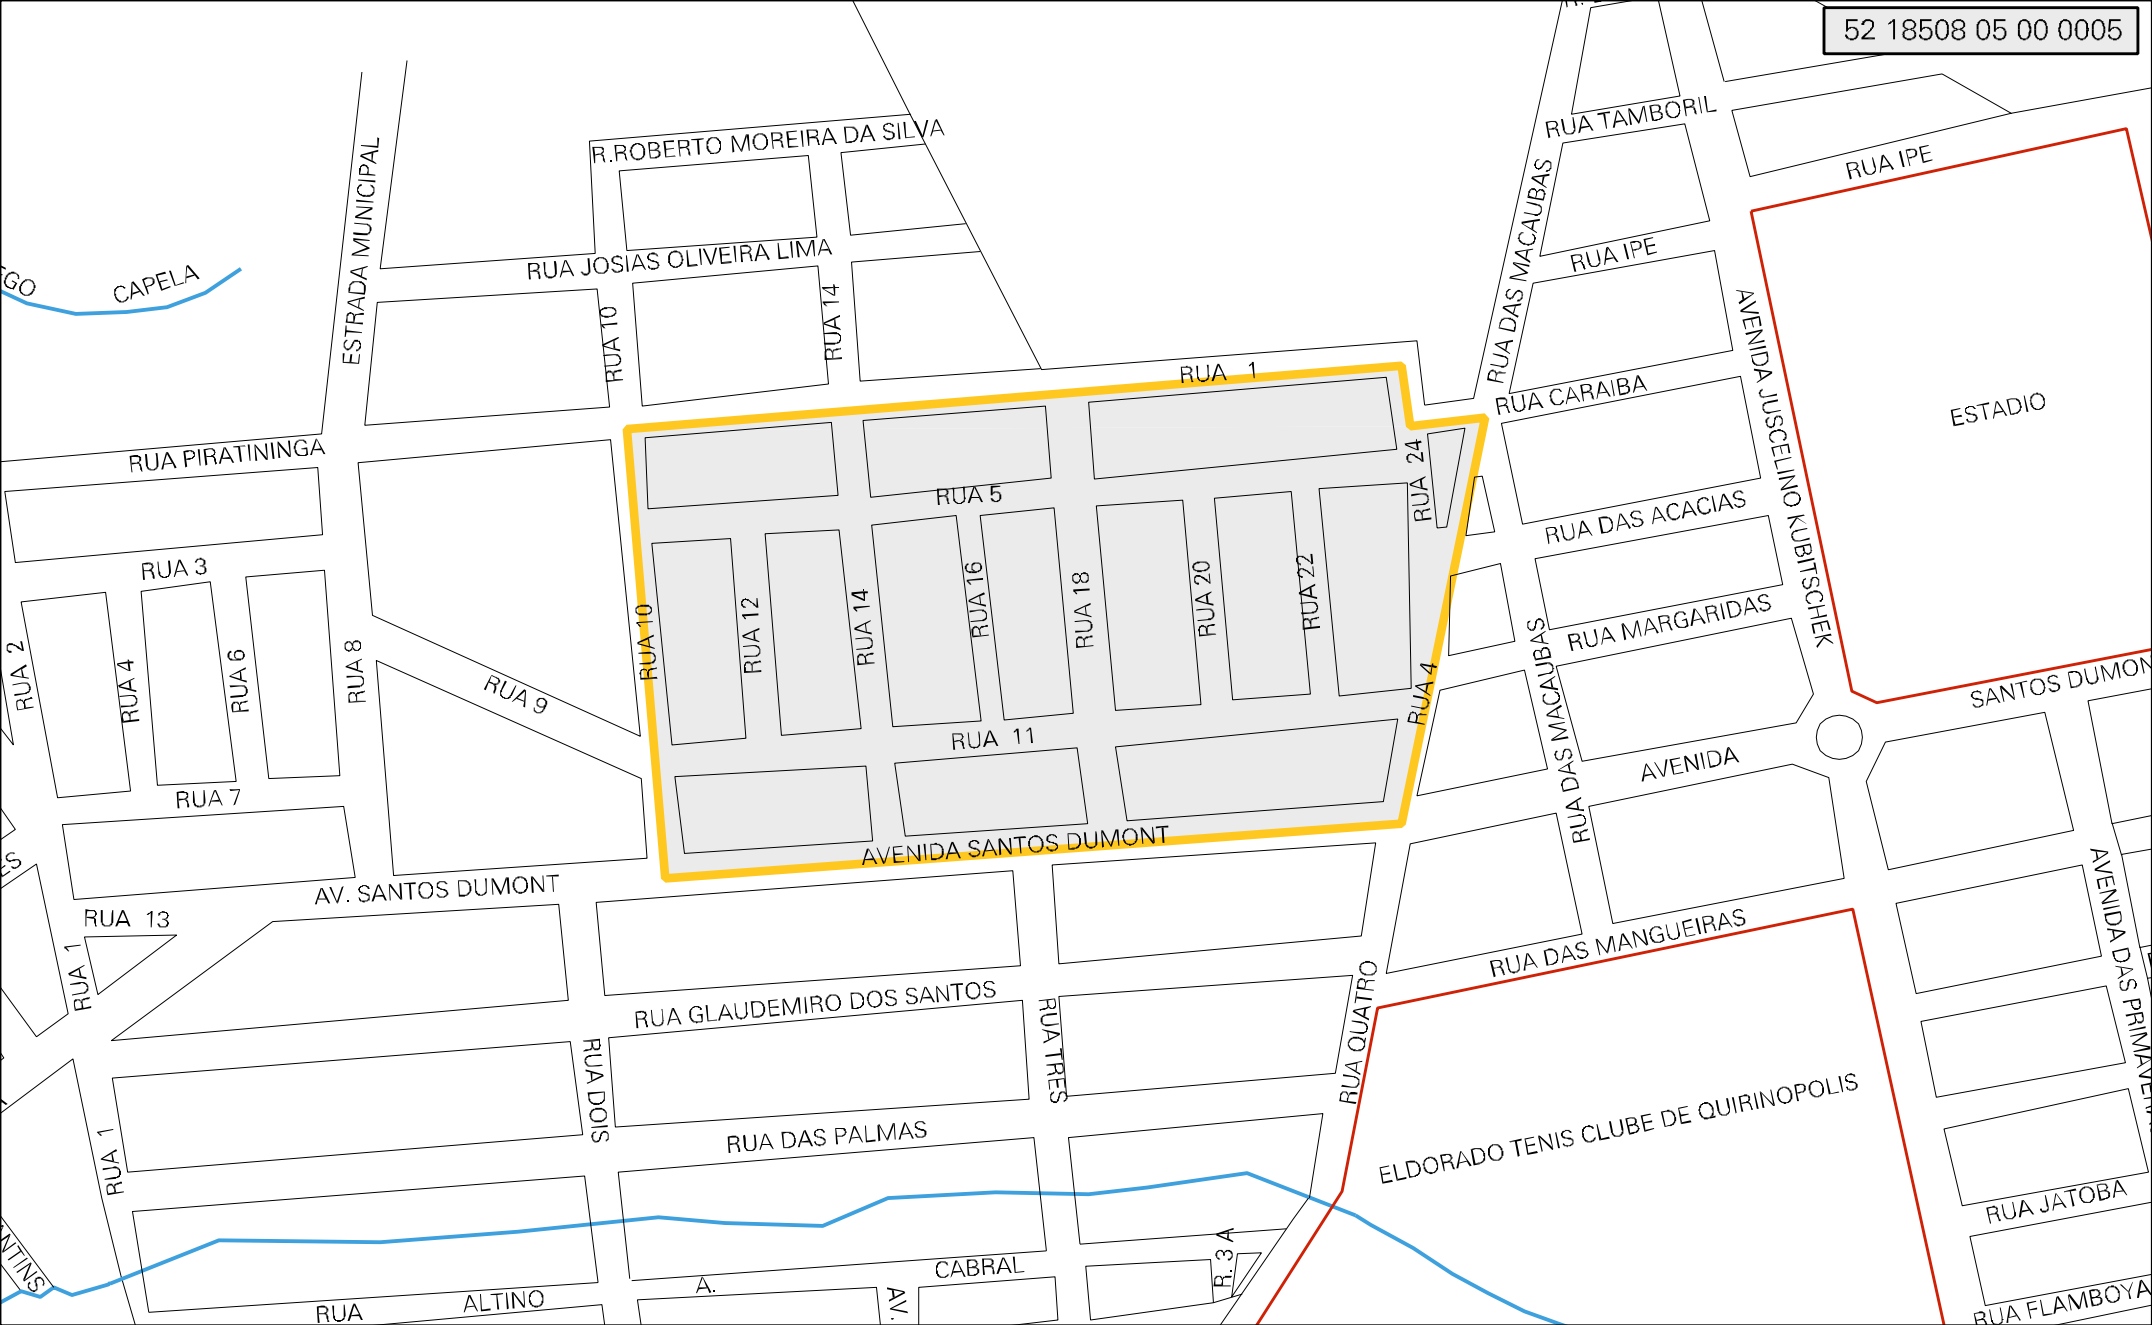 52 18508 05 00 0005
RUA TAMBORIL
R.ROBERTO MOREIRA DA SILVA
RUA IPE
ESTRADA MUNICIPAL
RUA DAS MACAUBAS
RUA JOSIAS OLIVEIRA LIMA
RUA IPE
CAPELA
RUA 10
RUA 14
AVENIDA JUSCELINO KUBITSCHEK
RUA 1
RUA CARAIBA
ESTADIO
RUA PIRATININGA
RUA 24
RUA 5
RUA DAS ACACIAS
RUA 3
RUA 10
RUA 12
RUA 14
RUA 16
RUA 18
RUA 20
RUA 22
RUA MARGARIDAS
RUA 2
RUA 4
RUA 6
RUA 8
RUA 9
RUA 4
RUA DAS MACAUBAS
SANTOS DUMON
RUA 11
AVENIDA
RUA 7
AVENIDA SANTOS DUMONT
AV. SANTOS DUMONT
RUA 13
AVENIDA DAS PRIMAVERA
RUA DAS MANGUEIRAS
RUA 1
RUA GLAUDEMIRO DOS SANTOS
RUA QUATRO
RUA TRES
RUA DOIS
ELDORADO TENIS CLUBE DE QUIRINOPOLIS
RUA DAS PALMAS
RUA 1
RUA JATOBA
NTINS
R. 3 A
CABRAL
A.
ALTINO
RUA
AV.
RUA FLAMBOYA